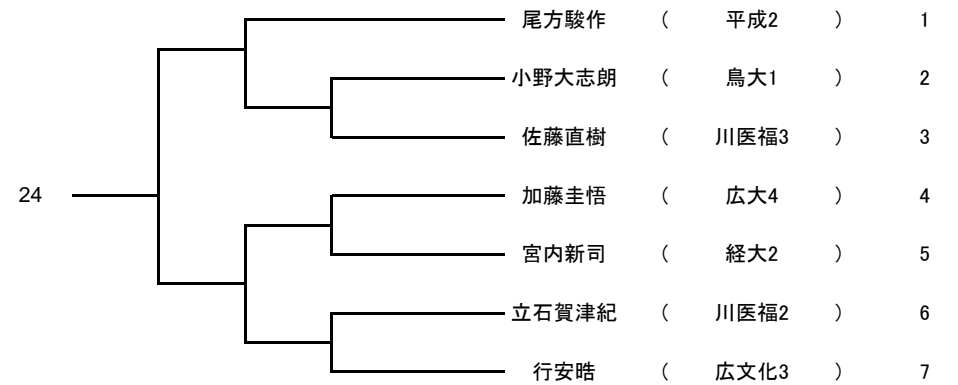 尾方駿作 ( 平成2 ) 1
小野大志朗 ( 鳥大1 ) 2
佐藤直樹 ( 川医福3 ) 3
24 加藤圭悟 ( 広大4 ) 4
宮内新司 ( 経大2 ) 5
立石賀津紀 ( 川医福2 ) 6
行安晧 ( 広文化3 ) 7